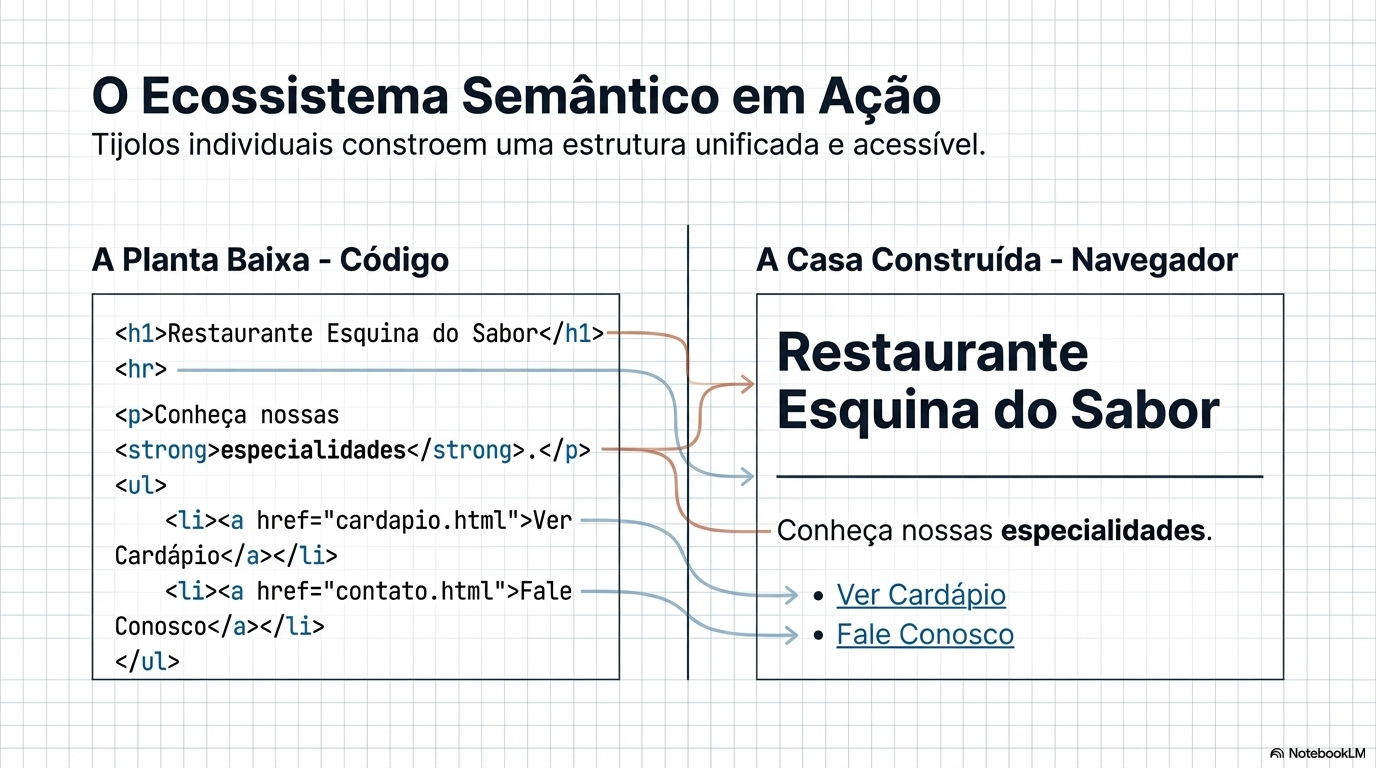 O Ecossistema Semântico em Ação
Tijolos individuais constroem uma estrutura unificada e acessível.
A Planta Baixa - Código
<h1>Restaurante Esquina do Sabor</h1>
<hr>
<p>Conheça nossas
<strong>especialidades</strong>.</p>
<ul>
<li><a href="cardapio.html">Ver
Cardápio</a></li>
<li><a href="contato.html">Fale
Conosco</a></li>
</ul>
A Casa Construída - Navegador
Restaurante
Esquina do Sabor
Conheça nossas especialidades.
• Ver Cardápio
• Fale Conosco
NotebookLM